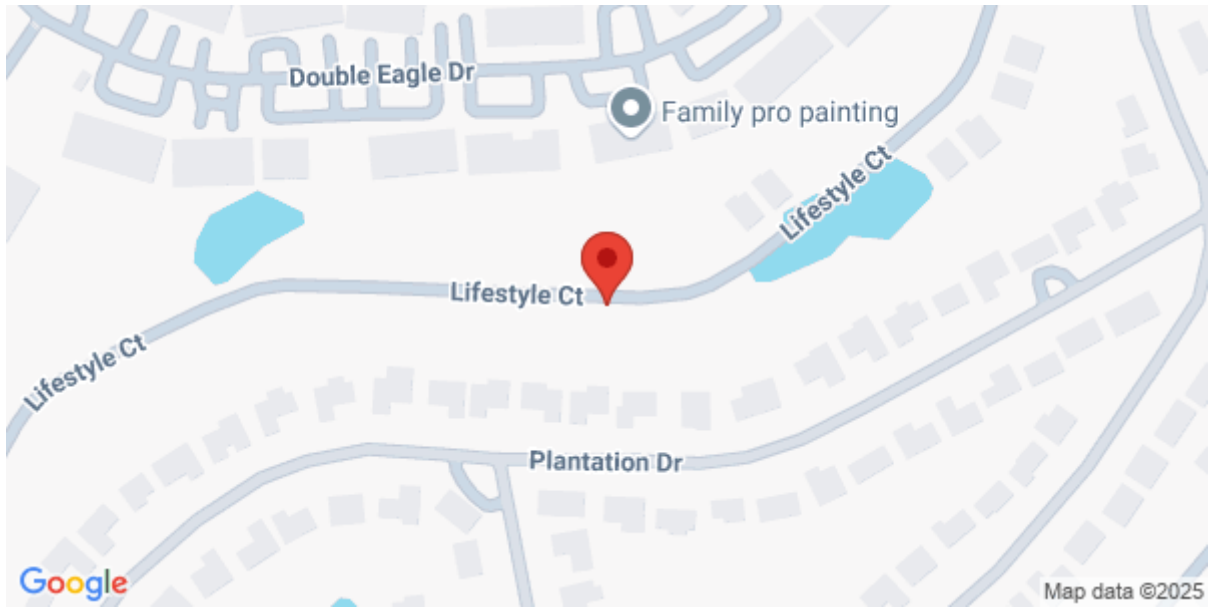 Double Eagle Dr
Family pro painting
Lifestyle Ct
Lifestyle Ct
Lifestyle Ct
Plantation Dr
Google
Map data ©2025